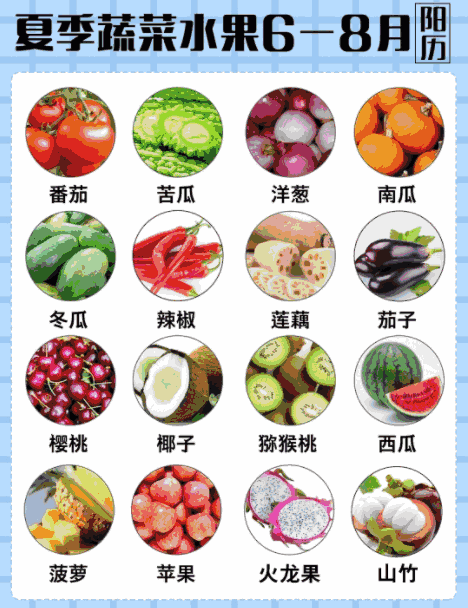 夏季蔬菜水果6-8月 阳历
番茄 苦瓜 洋葱 南瓜
冬瓜 辣椒 莲藕 茄子
樱桃 椰子 猕猴桃 西瓜
菠萝 苹果 火龙果 山竹